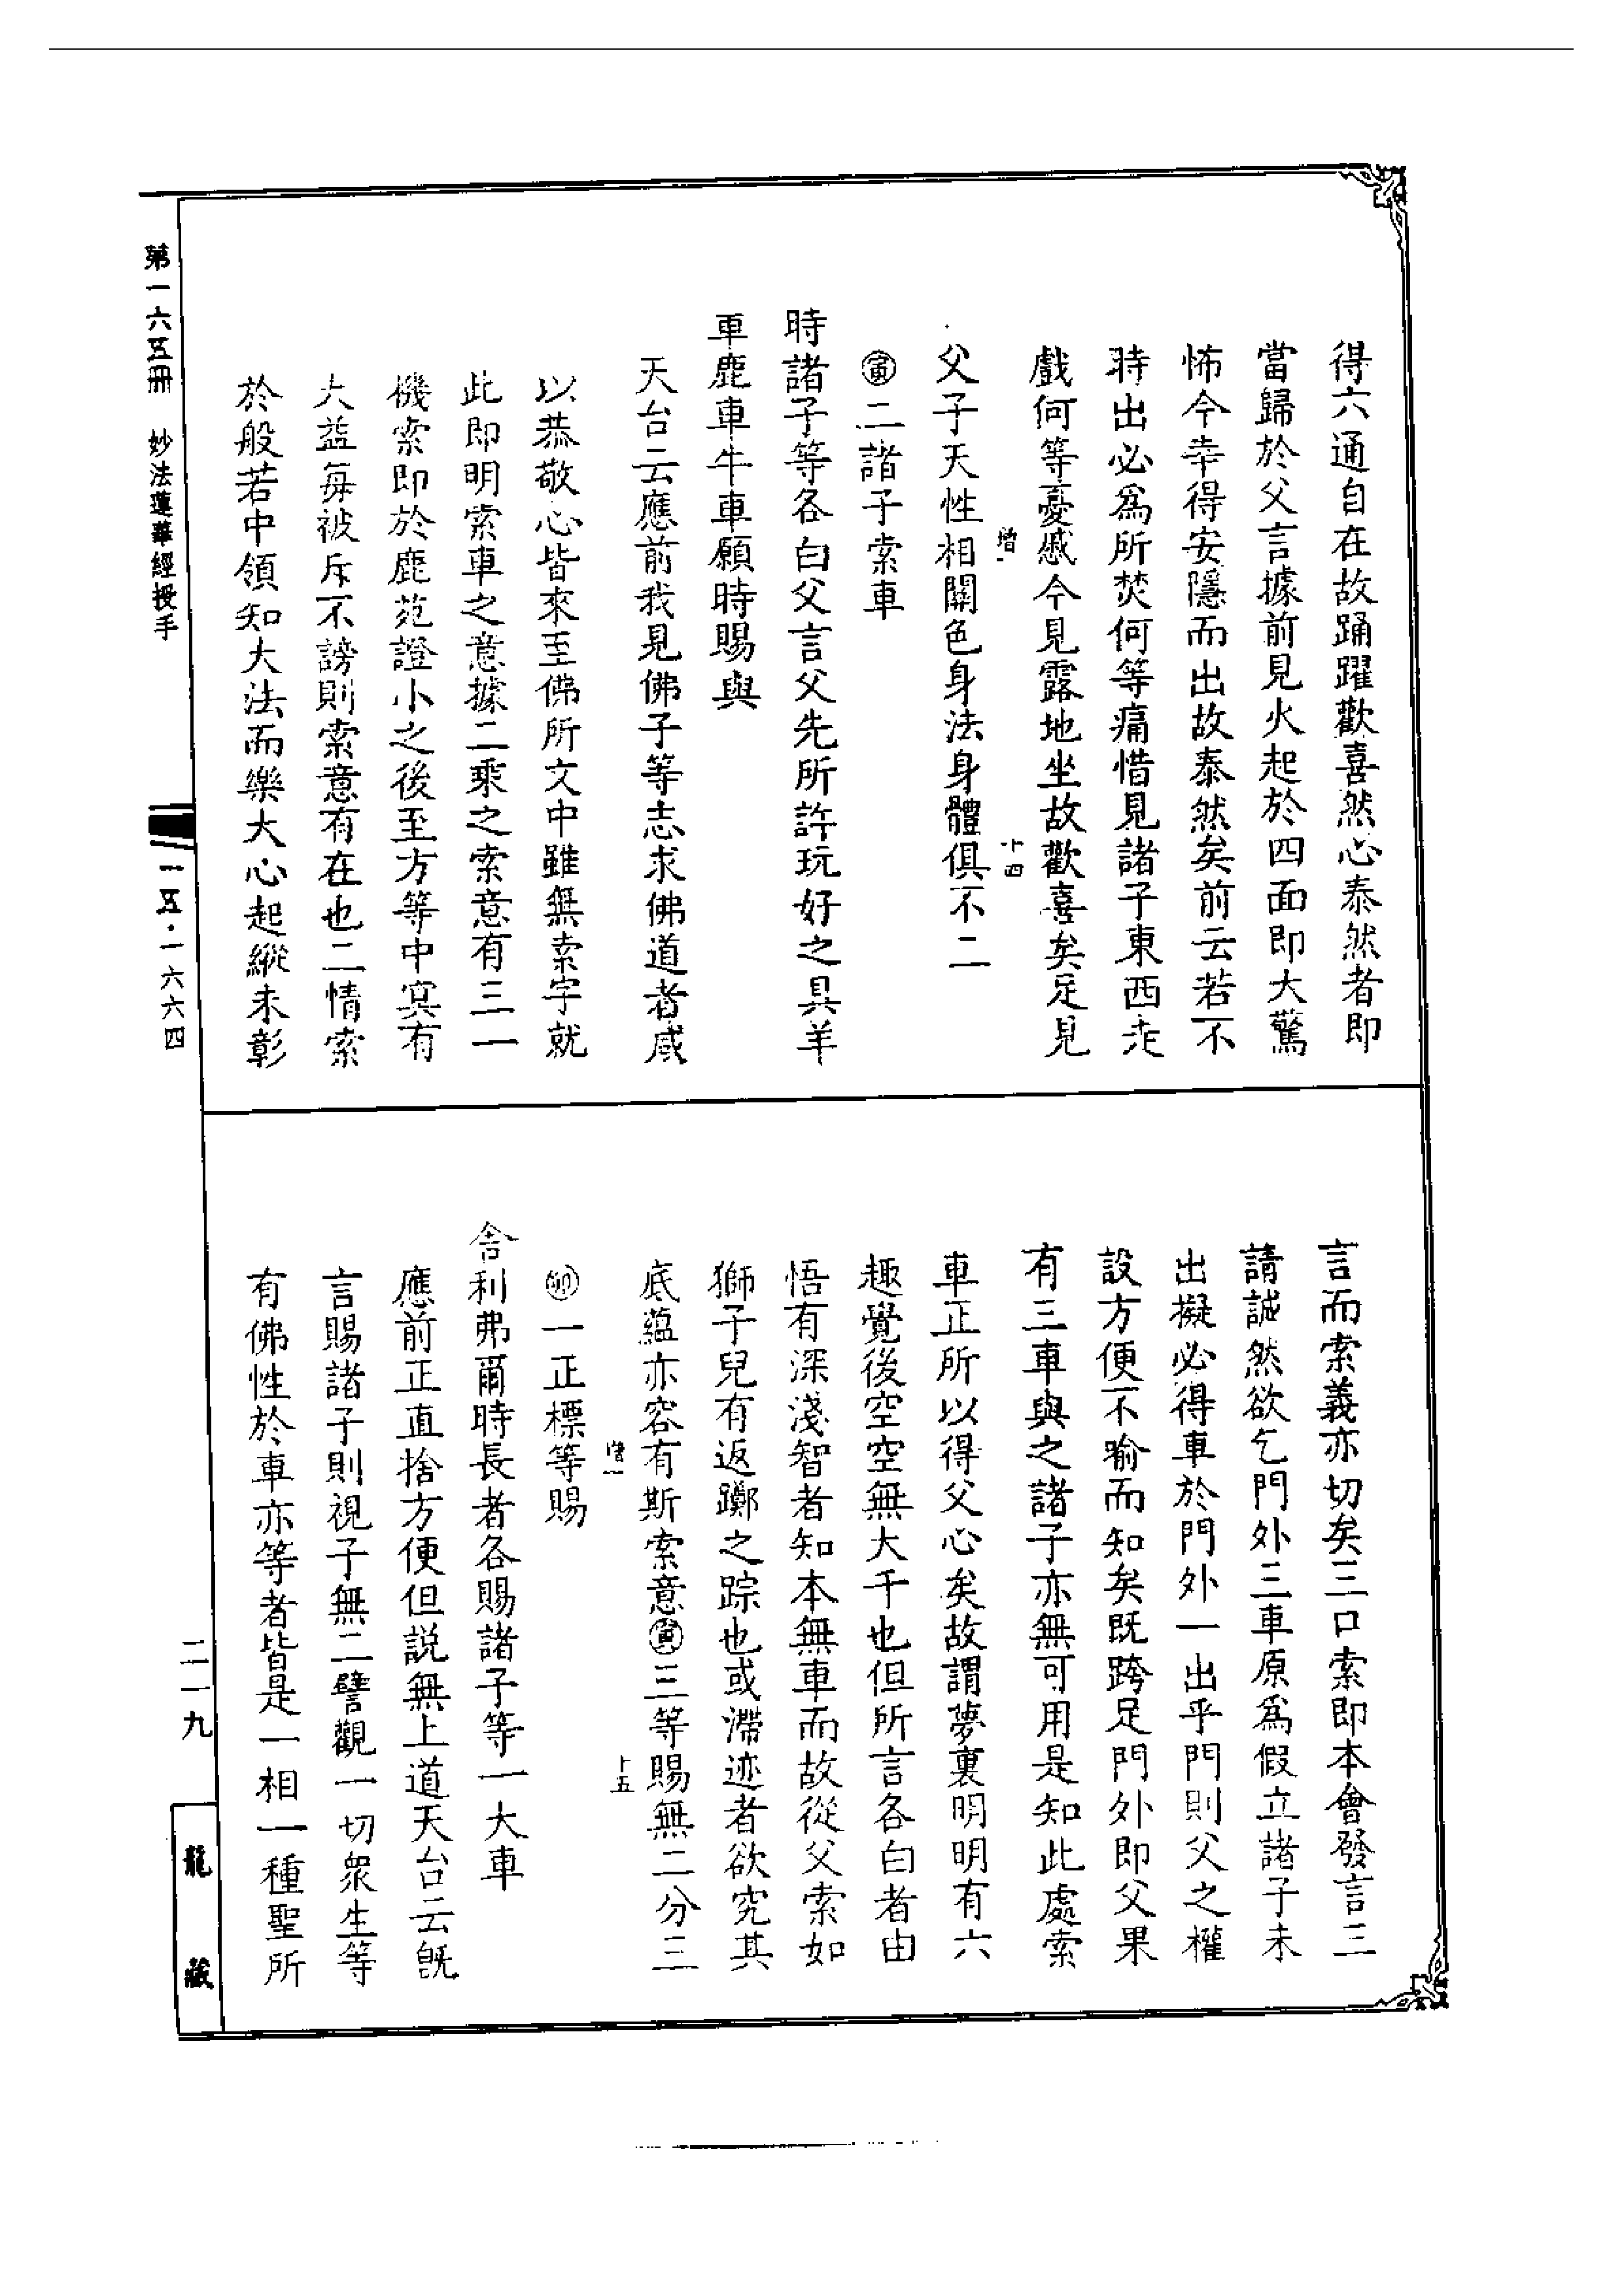 得六通自在故踊躍歡喜然心泰然者即
當歸於父言據前見火起於四面即大驚
怖今幸得安隱而出故泰然矣前云若不
時出必爲所焚何等痛惜見諸子東西走
戲何等憂慼今見露地坐故歡喜矣足見
增一 十四
父子天性相關色身法身體俱不二
寅二諸子索車
時諸子等各白父言父先所許玩好之具羊
車鹿車牛車願時賜與
天台云應前我見佛子等志求佛道者咸
以恭敬心皆來至佛所文中雖無索字就
此即明索車之意據二乘之索意有三一
機索即於鹿苑證小之後至方等中冥有
大益每被斥不謗則索意有在也二情索
於般若中領知大法而樂大心起縱未彰
言而索義亦切矣三口索即本會發言三
請誠然欲乞門外三車原爲假立諸子未
出擬必得車於門外一出乎門則父之權
設方便不喻而知矣既跨足門外即父果
有三車與之諸子亦無可用是知此處索
車正所以得父心矣故謂夢裏明明有六
趣覺後空空無大千也但所言各白者由
悟有深淺智者知本無車而故從父索如
獅子兒有返躑之踪也或滯迹者欲究其
底蘊亦容有斯索意寅三等賜無二分三
增一 十五
卯一正標等賜
舍利弗爾時長者各賜諸子等一大車
應前正直捨方便但説無上道天台云旣
言賜諸子則視子無二譬觀一切衆生等
有佛性於車亦等者皆是一相一種聖所
第一六五冊 妙法蓮華經授手
一五·一六六四
二一九
龍藏